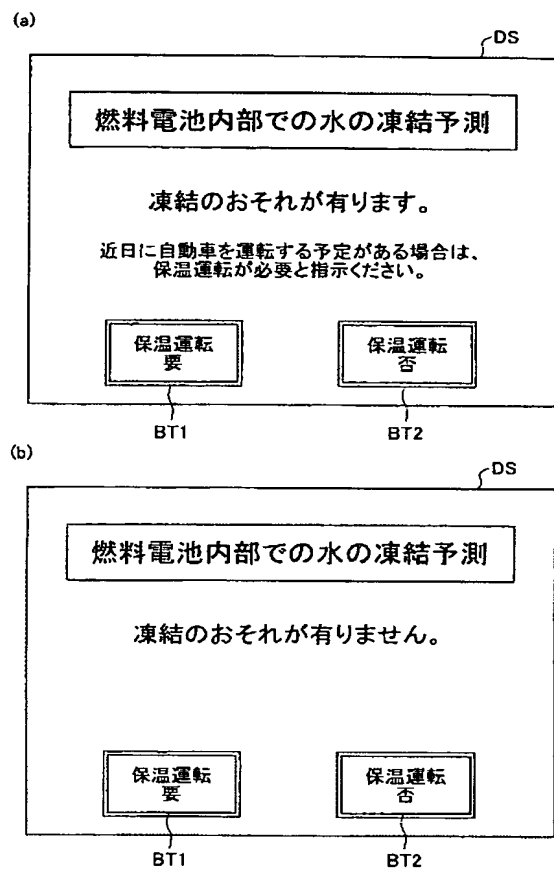 (a)
DS
燃料電池内部での水の凍結予測
凍結のおそれが有ります。
近日に自動車を運転する予定がある場合は、
保温運転が必要と指示ください。
保温運転
要
保温運転
否
BT1
BT2
(b)
DS
燃料電池内部での水の凍結予測
凍結のおそれが有りません。
保温運転
要
保温運転
否
BT1
BT2